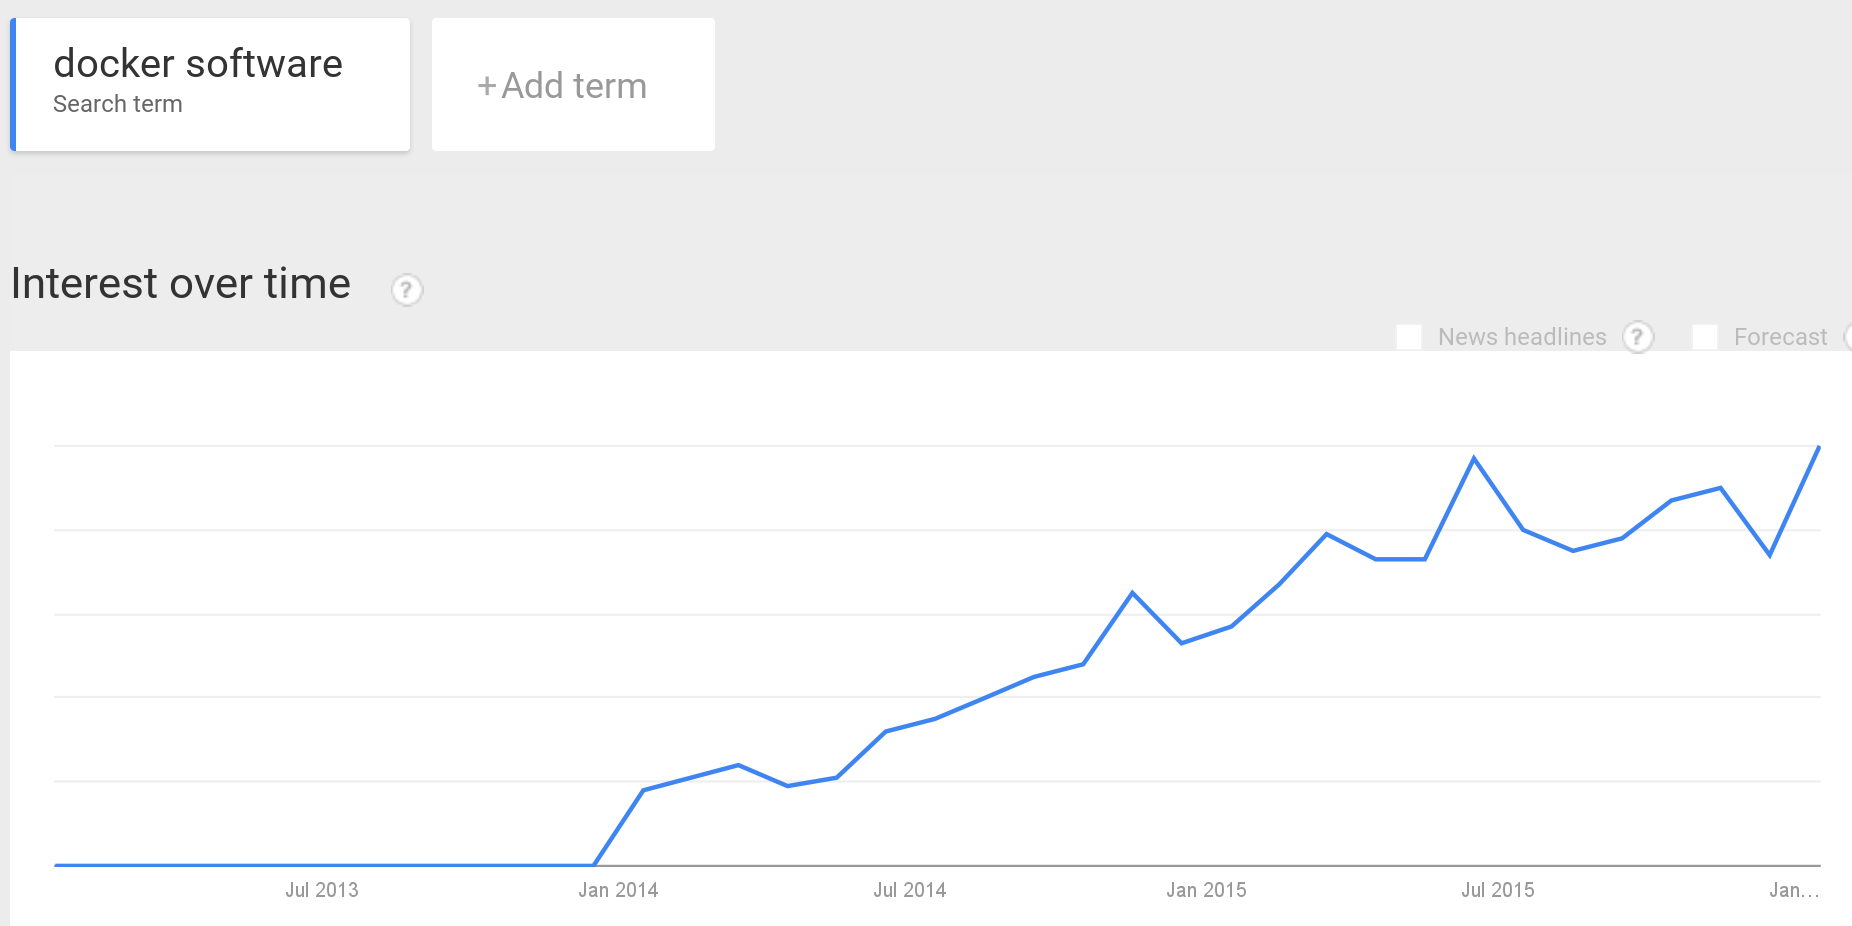 docker software
Search term
+Add term
Interest over time ?
News headlines ? Forecast
Jul 2013 Jan 2014 Jul 2014 Jan 2015 Jul 2015 Jan...